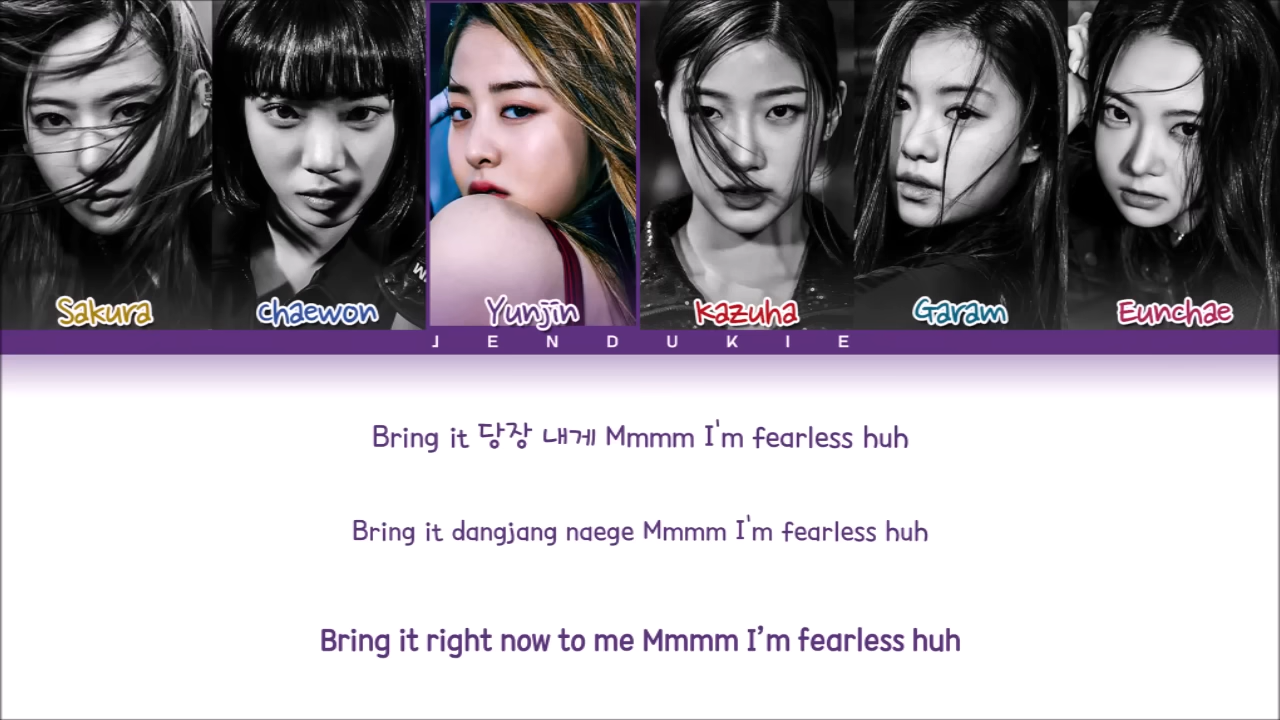 Sakura chaewon Yunjin kazuha Garam Eunchae
JENDUKIE
Bring it 당장 내게 Mmmm I'm fearless huh
Bring it dangjang naege Mmmm I'm fearless huh
Bring it right now to me Mmmm I’m fearless huh